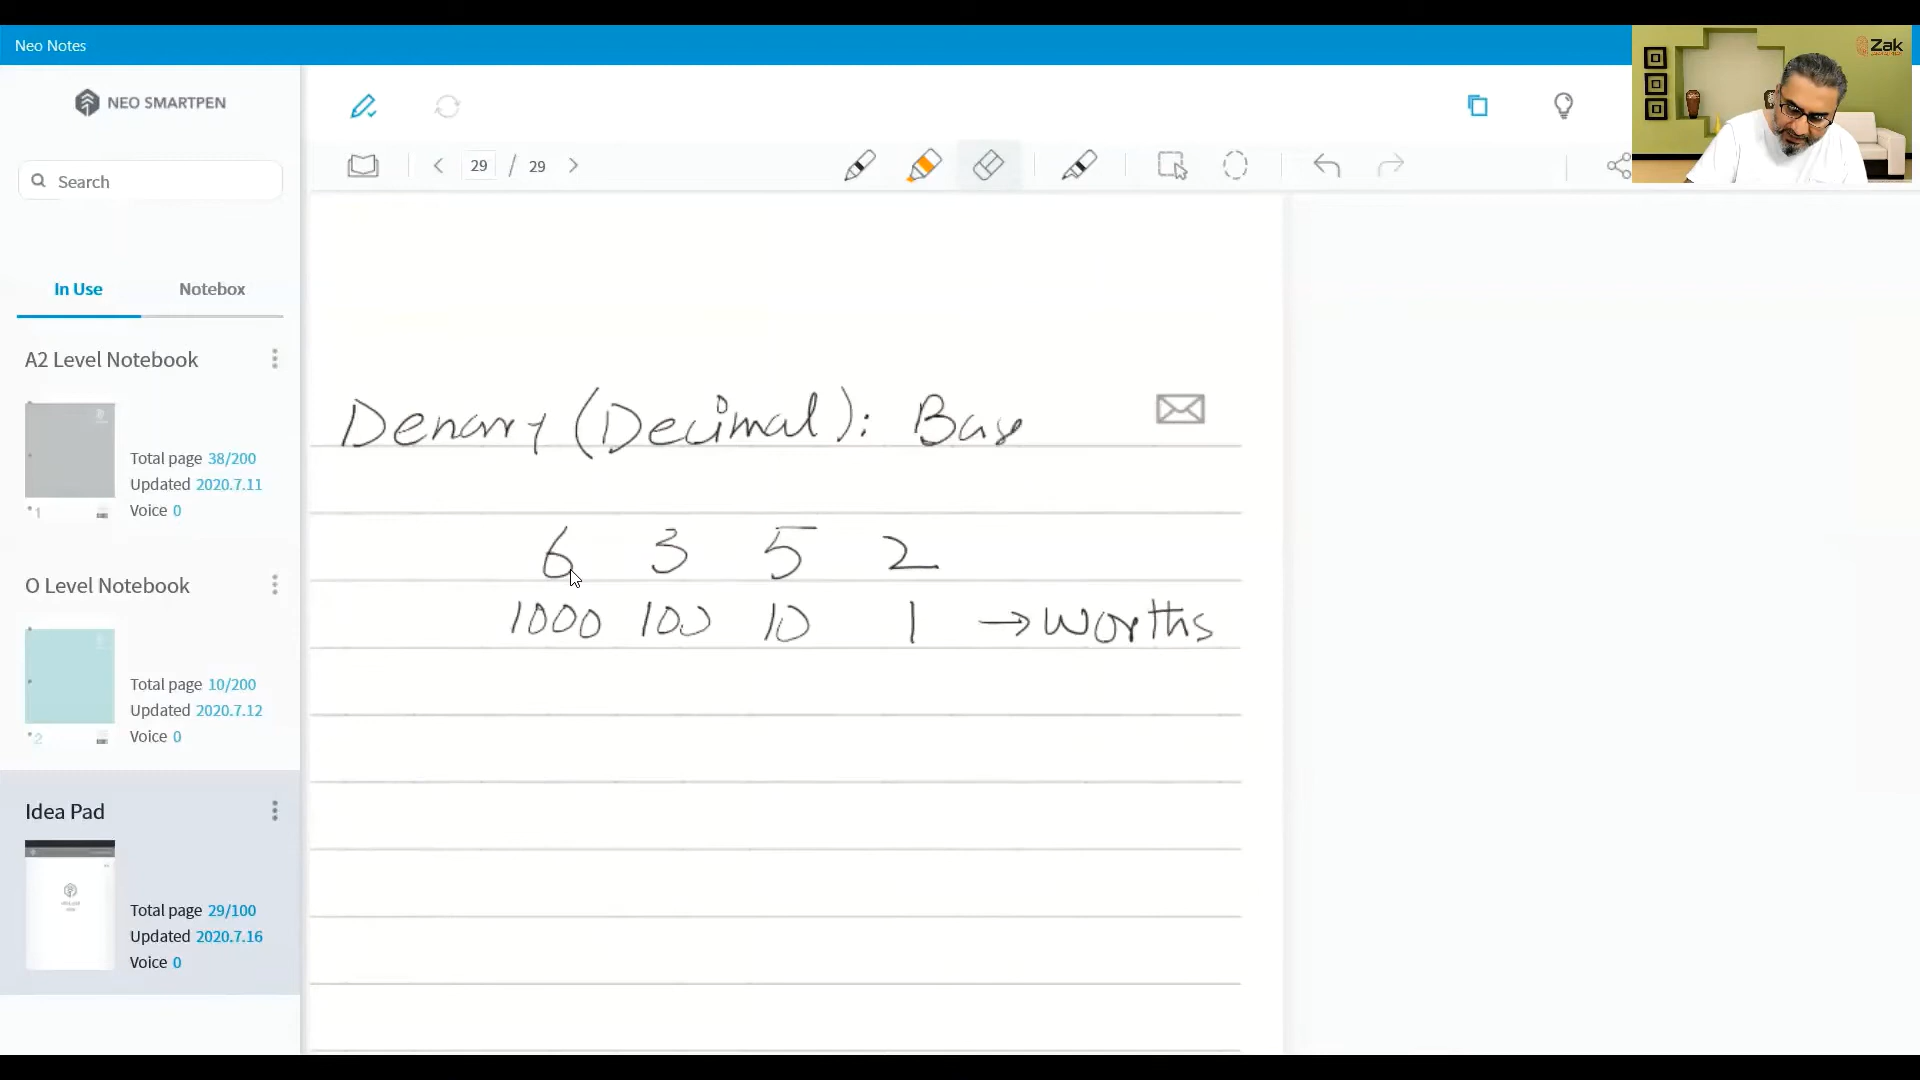 Neo Notes
Zak
NEO SMARTPEN
29 / 29
Search
In Use Notebox
A2 Level Notebook
Total page 38/200
Updated 2020.7.11
Voice 0
1
O Level Notebook
Total page 10/200
Updated 2020.7.12
Voice 0
2
Idea Pad
Total page 29/100
Updated 2020.7.16
Voice 0
Denary (Decimal): Base
6 3 5 2
1000 100 10 1 → Worths